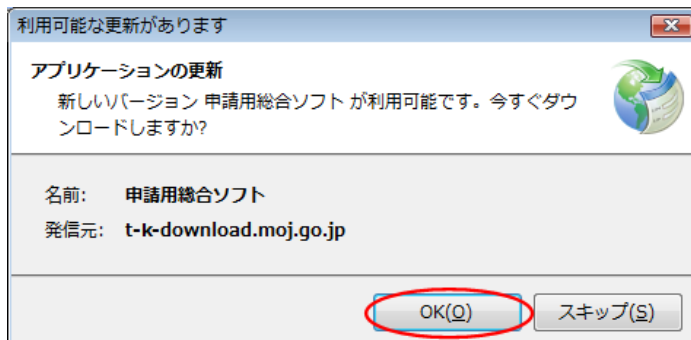 利用可能な更新があります
アプリケーションの更新
新しいバージョン 申請用総合ソフト が利用可能です。今すぐダウ
ンロードしますか?
名前: 申請用総合ソフト
発信元: t-k-download.moj.go.jp
OK(O) スキップ(S)